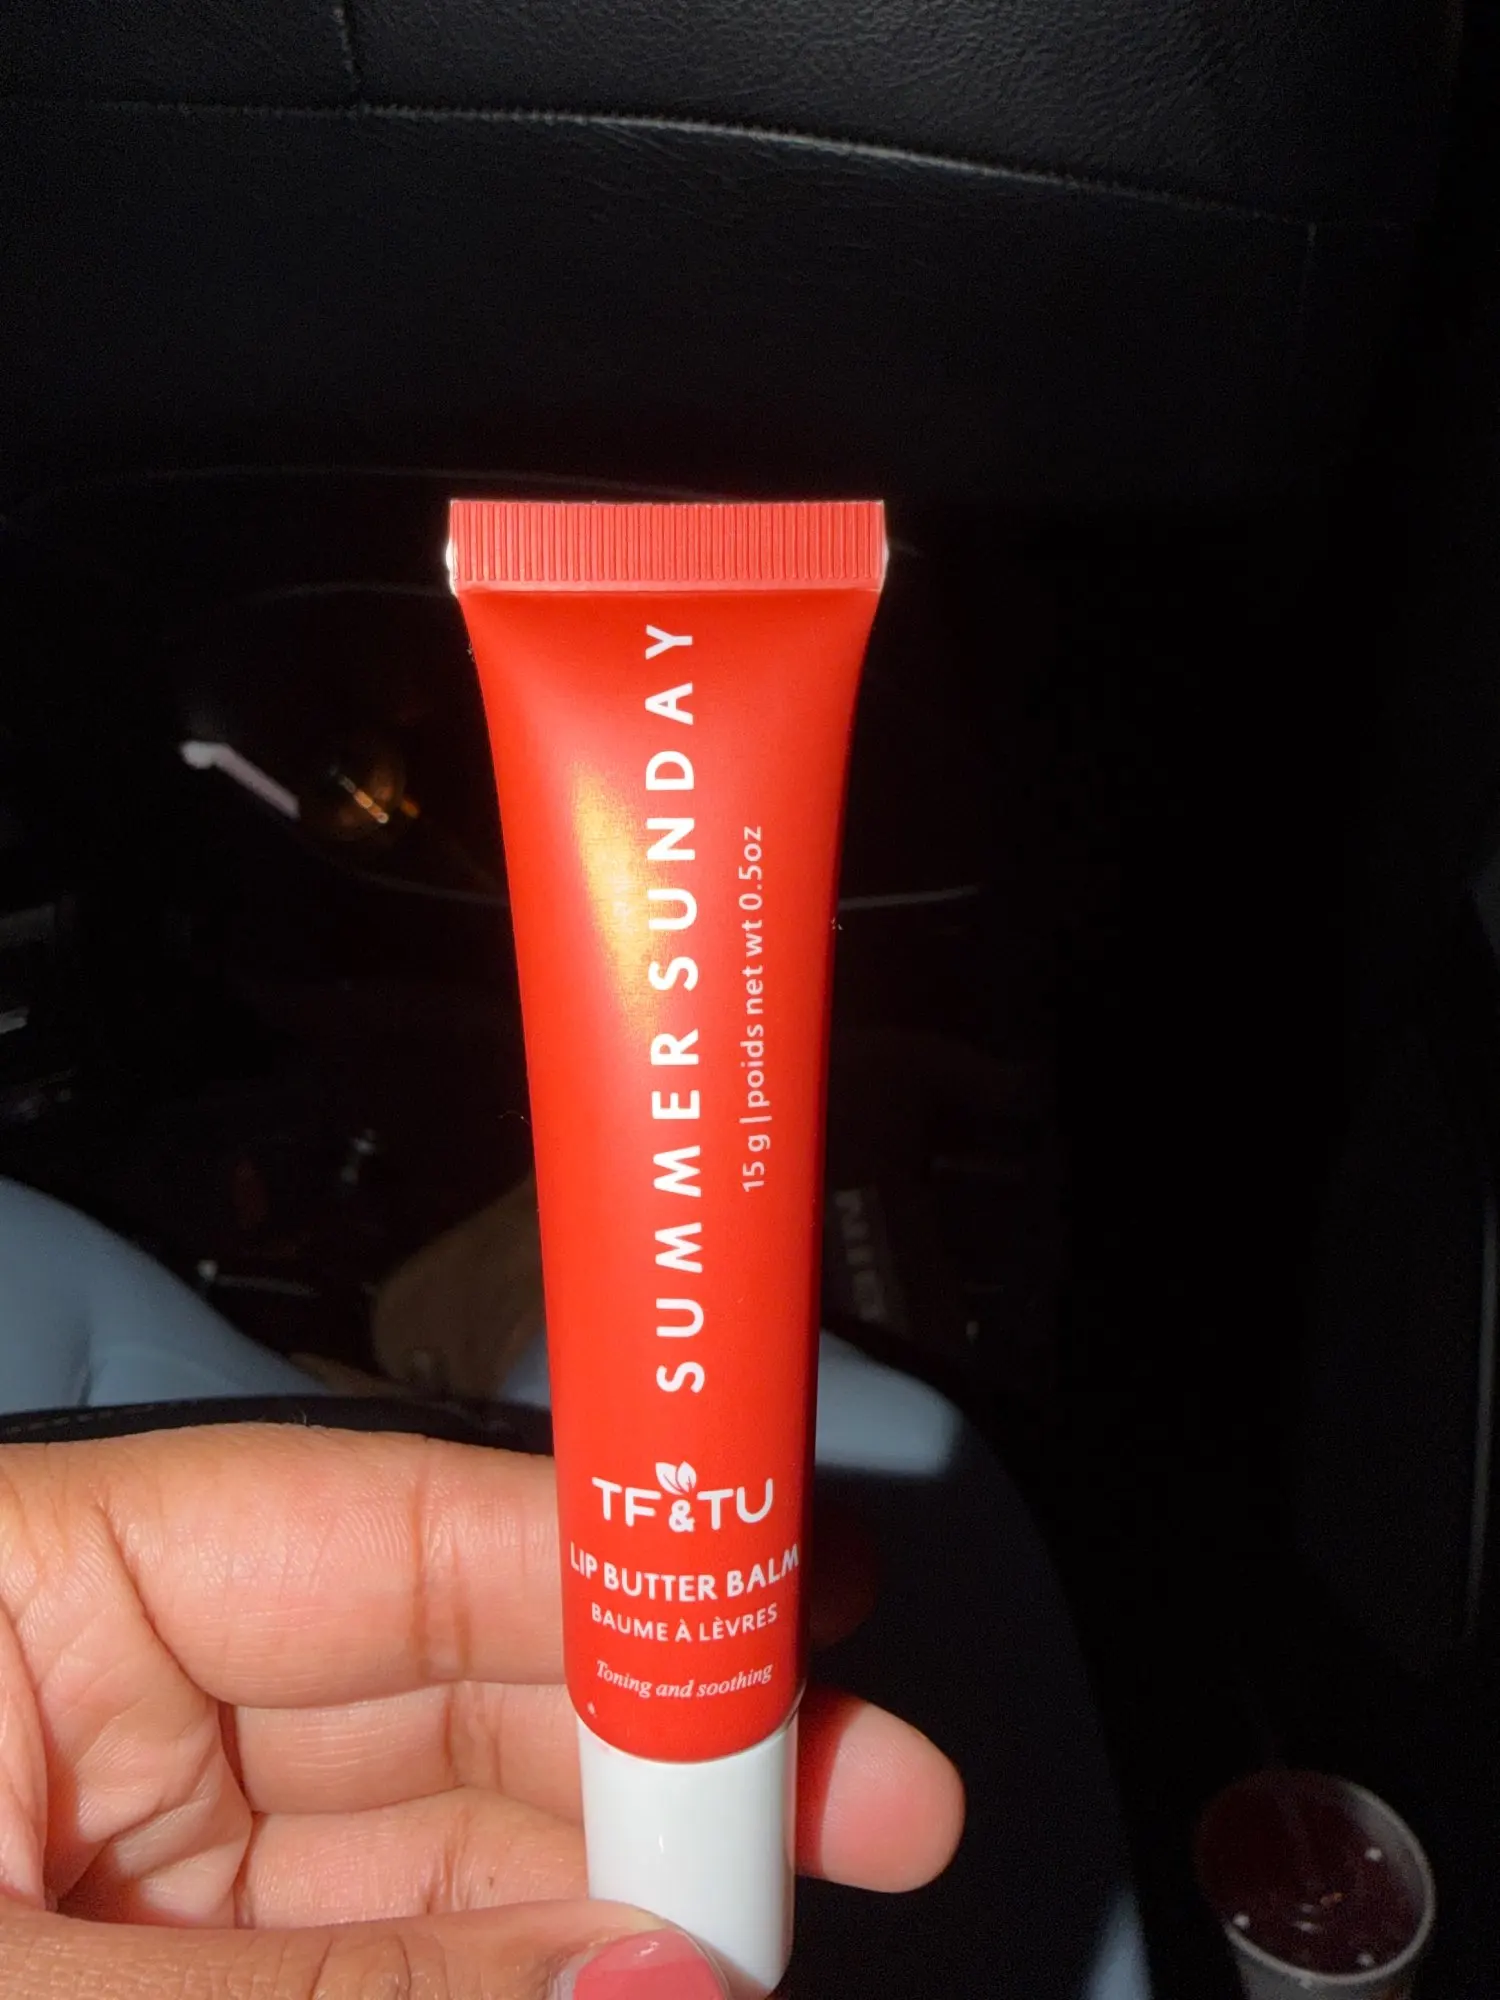 SUMMER SUNDAY
15 g | poids net wt 0.5oz
TF&TU
LIP BUTTER BALM
BAUME À LÈVRES
Toning and soothing